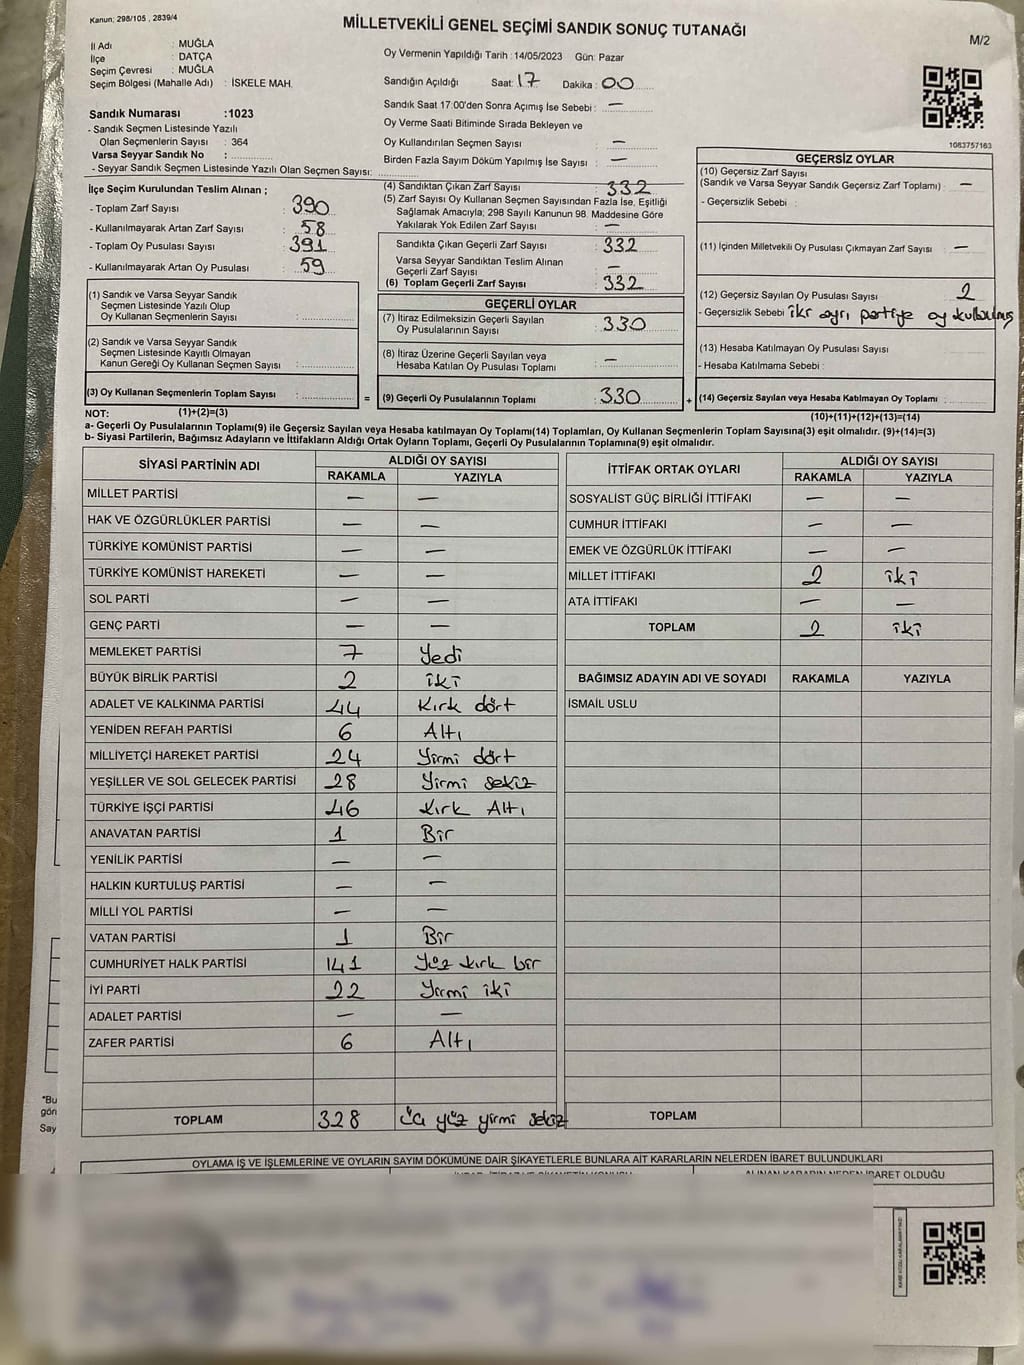 Kanun; 298/105 , 2839/4
MİLLETVEKİLİ GENEL SEÇİMİ SANDIK SONUÇ TUTANAĞI
M/2
İl Adı : MUĞLA
İlçe : DATÇA
Seçim Çevresi : MUĞLA
Seçim Bölgesi (Mahalle Adı) : İSKELE MAH.
Oy Vermenin Yapıldığı Tarih : 14/05/2023 Gün: Pazar
Sandığın Açıldığı Saat: 17 Dakika : 00
Sandık Saat 17:00'den Sonra Açımış İse Sebebi : —
Oy Verme Saati Bitiminde Sırada Bekleyen ve
Oy Kullandırılan Seçmen Sayısı : —
Birden Fazla Sayım Döküm Yapılmış İse Sayısı : —
1083757163
Sandık Numarası :1023
- Sandık Seçmen Listesinde Yazılı
Olan Seçmenlerin Sayısı : 364
Varsa Seyyar Sandık No :
- Seyyar Sandık Seçmen Listesinde Yazılı Olan Seçmen Sayısı:
İlçe Seçim Kurulundan Teslim Alınan ;
- Toplam Zarf Sayısı : 390
- Kullanılmayarak Artan Zarf Sayısı : 58
- Toplam Oy Pusulası Sayısı : 391
- Kullanılmayarak Artan Oy Pusulası : 59
(1) Sandık ve Varsa Seyyar Sandık
Seçmen Listesinde Yazılı Olup
Oy Kullanan Seçmenlerin Sayısı :
(2) Sandık ve Varsa Seyyar Sandık
Seçmen Listesinde Kayıtlı Olmayan
Kanun Gereği Oy Kullanan Seçmen Sayısı :
(3) Oy Kullanan Seçmenlerin Toplam Sayısı :
(4) Sandıktan Çıkan Zarf Sayısı : 332
(5) Zarf Sayısı Oy Kullanan Seçmen Sayısından Fazla İse, Eşitliği
Sağlamak Amacıyla; 298 Sayılı Kanunun 98. Maddesine Göre
Yakılarak Yok Edilen Zarf Sayısı : —
Sandıkta Çıkan Geçerli Zarf Sayısı : 332
Varsa Seyyar Sandıktan Teslim Alınan
Geçerli Zarf Sayısı : —
(6) Toplam Geçerli Zarf Sayısı : 332
GEÇERLİ OYLAR
(7) İtiraz Edilmeksizin Geçerli Sayılan
Oy Pusulalarının Sayısı : 330
(8) İtiraz Üzerine Geçerli Sayılan veya
Hesaba Katılan Oy Pusulası Toplamı : —
= (9) Geçerli Oy Pusulalarının Toplamı : 330
GEÇERSİZ OYLAR
(10) Geçersiz Zarf Sayısı
(Sandık ve Varsa Seyyar Sandık Geçersiz Zarf Toplamı) : —
- Geçersizlik Sebebi :
(11) İçinden Milletvekili Oy Pusulası Çıkmayan Zarf Sayısı : —
(12) Geçersiz Sayılan Oy Pusulası Sayısı : 2
- Geçersizlik Sebebi : iki ayrı partiye oy kullanılmış
(13) Hesaba Katılmayan Oy Pusulası Sayısı :
- Hesaba Katılmama Sebebi :
+ (14) Geçersiz Sayılan veya Hesaba Katılmayan Oy Toplamı :
NOT: (1)+(2)=(3)
(10)+(11)+(12)+(13)=(14)
a- Geçerli Oy Pusulalarının Toplamı(9) ile Geçersiz Sayılan veya Hesaba katılmayan Oy Toplamı(14) Toplamları, Oy Kullanan Seçmenlerin Toplam Sayısına(3) eşit olmalıdır. (9)+(14)=(3)
b- Siyasi Partilerin, Bağımsız Adayların ve İttifakların Aldığı Ortak Oyların Toplamı, Geçerli Oy Pusulalarının Toplamına(9) eşit olmalıdır.
SİYASİ PARTİNİN ADI ALDIĞI OY SAYISI
RAKAMLA YAZIYLA
MİLLET PARTİSİ — —
HAK VE ÖZGÜRLÜKLER PARTİSİ — —
TÜRKİYE KOMÜNİST PARTİSİ — —
TÜRKİYE KOMÜNİST HAREKETİ — —
SOL PARTİ — —
GENÇ PARTİ — —
MEMLEKET PARTİSİ 7 Yedi
BÜYÜK BİRLİK PARTİSİ 2 iki
ADALET VE KALKINMA PARTİSİ 44 Kırk dört
YENİDEN REFAH PARTİSİ 6 Altı
MİLLİYETÇİ HAREKET PARTİSİ 24 Yirmi dört
YEŞİLLER VE SOL GELECEK PARTİSİ 28 Yirmi sekiz
TÜRKİYE İŞÇİ PARTİSİ 46 Kırk Altı
ANAVATAN PARTİSİ 1 Bir
YENİLİK PARTİSİ — —
HALKIN KURTULUŞ PARTİSİ — —
MİLLİ YOL PARTİSİ — —
VATAN PARTİSİ 1 Bir
CUMHURİYET HALK PARTİSİ 141 Yüz kırk bir
İYİ PARTİ 22 Yirmi iki
ADALET PARTİSİ — —
ZAFER PARTİSİ 6 Altı
TOPLAM 328 Üç yüz yirmi sekiz
İTTİFAK ORTAK OYLARI ALDIĞI OY SAYISI
RAKAMLA YAZIYLA
SOSYALİST GÜÇ BİRLİĞİ İTTİFAKI — —
CUMHUR İTTİFAKI — —
EMEK VE ÖZGÜRLÜK İTTİFAKI — —
MİLLET İTTİFAKI 2 iki
ATA İTTİFAKI — —
TOPLAM 2 iki
BAĞIMSIZ ADAYIN ADI VE SOYADI RAKAMLA YAZIYLA
İSMAİL USLU
TOPLAM
*Bu
gön
Say
OYLAMA İŞ VE İŞLEMLERİNE VE OYLARIN SAYIM DÖKÜMÜNE DAİR ŞİKAYETLERLE BUNLARA AİT KARARLARIN NELERDEN İBARET BULUNDUKLARI
ALINAN KARARIN NEDEN İBARET OLDUĞU